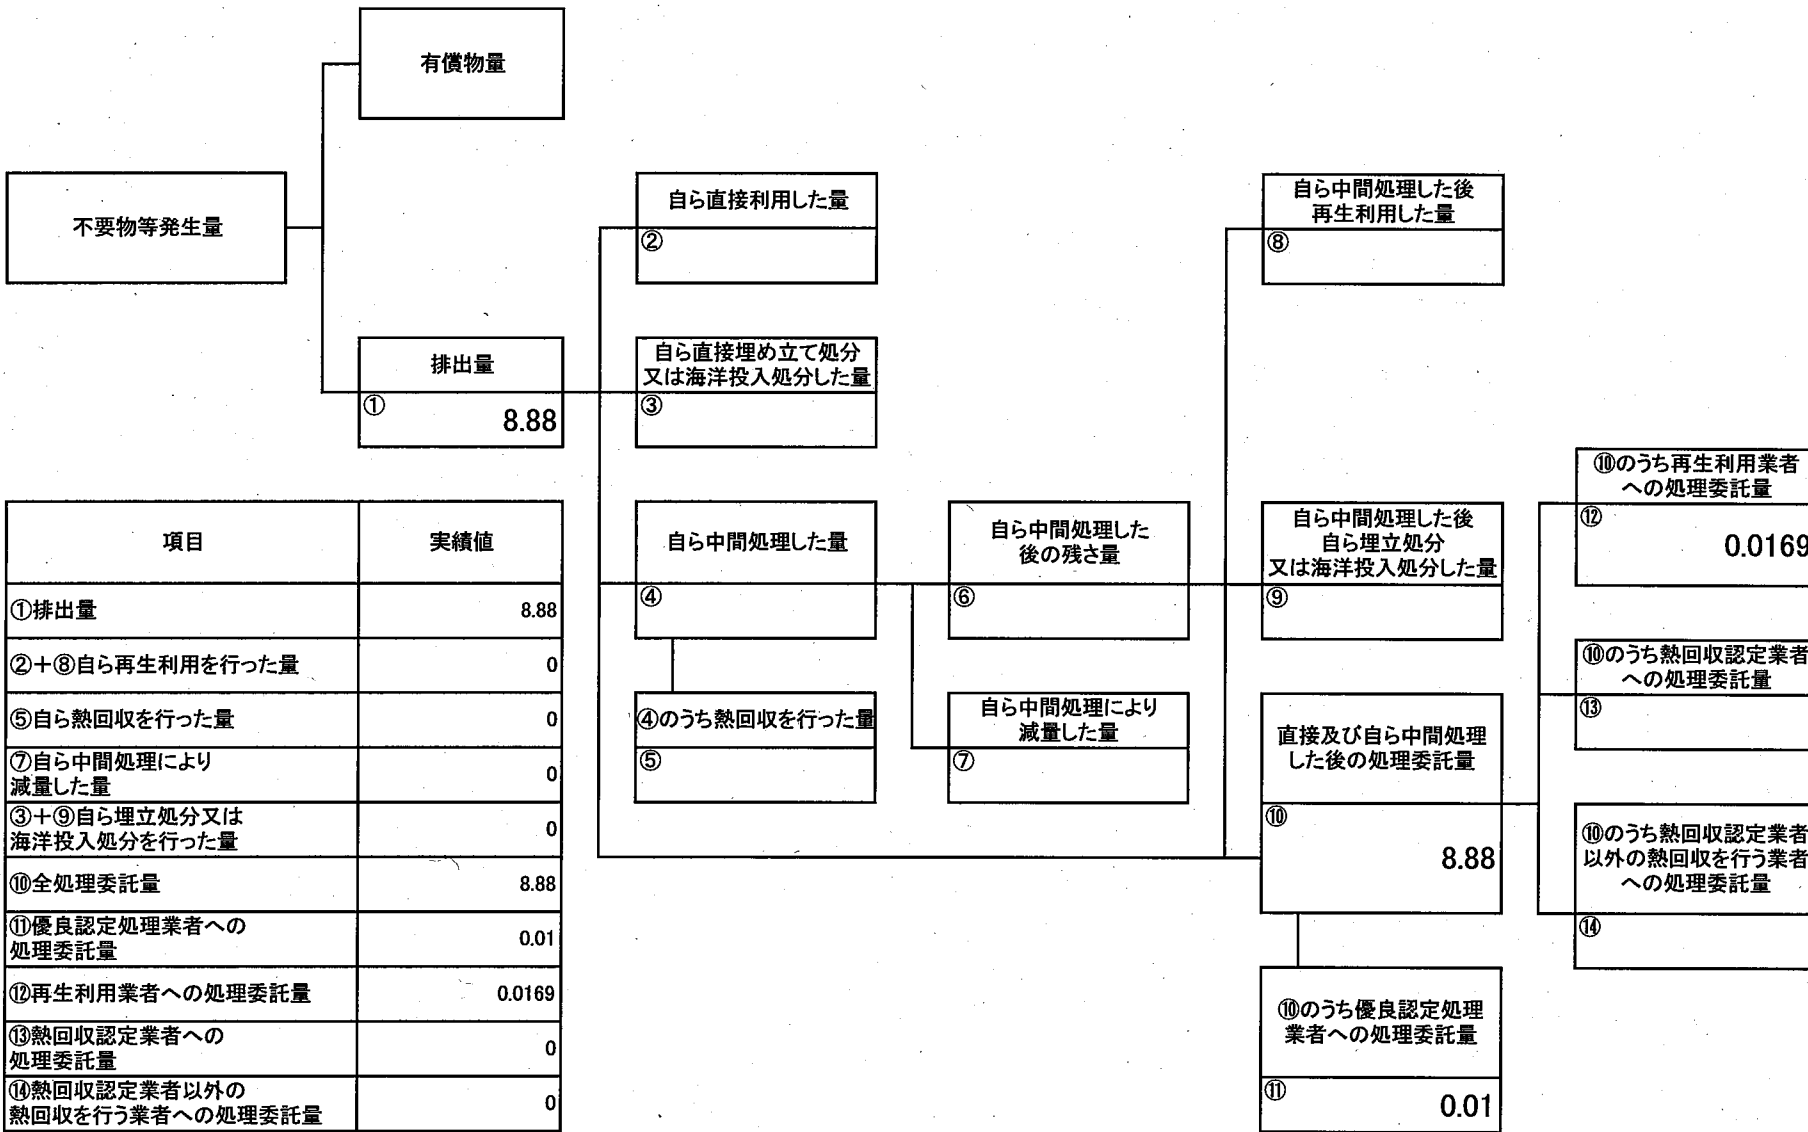 有償物量
不要物等発生量
自ら直接利用した量
②
自ら中間処理した後
再生利用した量
⑧
排出量
①
8.88
自ら直接埋め立て処分
又は海洋投入処分した量
③
項目
実績値
①排出量
8.88
②+⑧自ら再生利用を行った量
0
⑤自ら熱回収を行った量
0
⑦自ら中間処理により
減量した量
0
③+⑨自ら埋立処分又は
海洋投入処分を行った量
0
⑩全処理委託量
8.88
⑪優良認定処理業者への
処理委託量
0.01
⑫再生利用業者への処理委託量
0.0169
⑬熱回収認定業者への
処理委託量
0
⑭熱回収認定業者以外の
熱回収を行う業者への処理委託量
0
自ら中間処理した量
④
④のうち熱回収を行った量
⑤
自ら中間処理した
後の残さ量
⑥
自ら中間処理により
減量した量
⑦
自ら中間処理した後
自ら埋立処分
又は海洋投入処分した量
⑨
直接及び自ら中間処理
した後の処理委託量
⑩
8.88
⑩のうち優良認定処理
業者への処理委託量
⑪
0.01
⑩のうち再生利用業者
への処理委託量
⑫
0.0169
⑩のうち熱回収認定業者
への処理委託量
⑬
⑩のうち熱回収認定業者
以外の熱回収を行う業者
への処理委託量
⑭